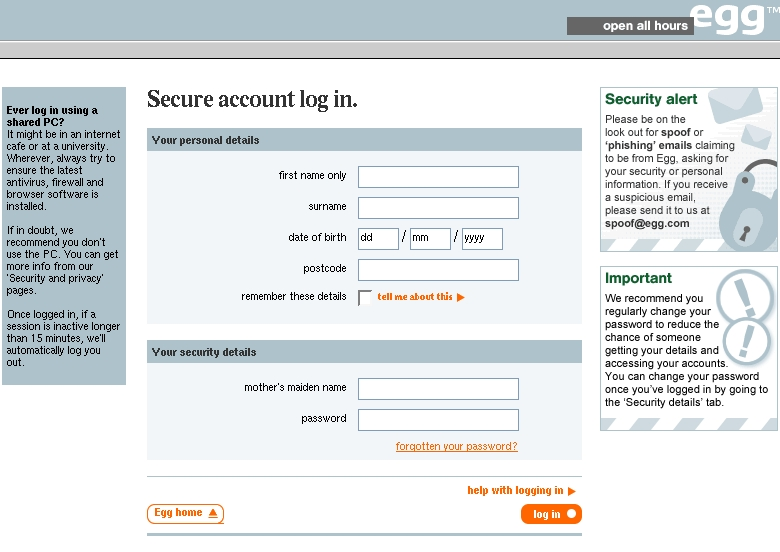 open all hours
egg™
Ever log in using a
shared PC?
It might be in an internet
cafe or at a university.
Wherever, always try to
ensure the latest
antivirus, firewall and
browser software is
installed.
If in doubt, we
recommend you don't
use the PC. You can get
more info from our
'Security and privacy'
pages.
Once logged in, if a
session is inactive longer
than 15 minutes, we'll
automatically log you
out.
Secure account log in.
Your personal details
first name only
surname
date of birth dd / mm / yyyy
postcode
remember these details tell me about this
Your security details
mother's maiden name
password
forgotten your password?
help with logging in
Egg home
log in
Security alert
Please be on the
look out for spoof or
'phishing' emails claiming
to be from Egg, asking for
your security or personal
information. If you receive
a suspicious email,
please send it to us at
spoof@egg.com
Important
We recommend you
regularly change your
password to reduce the
chance of someone
getting your details and
accessing your accounts.
You can change your password
once you've logged in by going to
the 'Security details' tab.